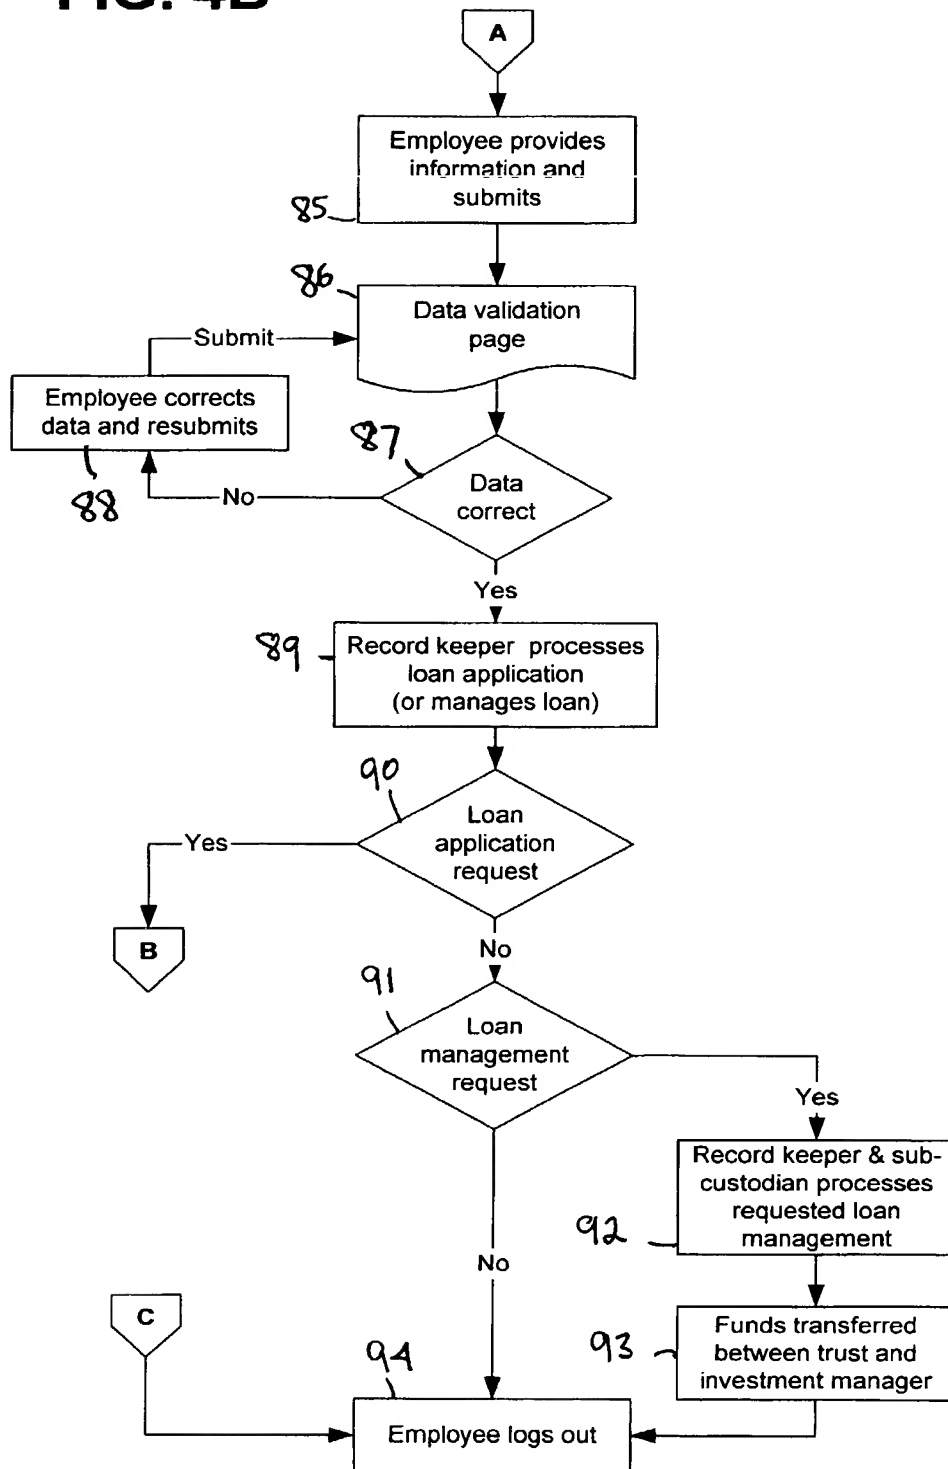 FIG. 4B
A
Employee provides
information and
submits
85
86
Data validation
page
Submit
Employee corrects
data and resubmits
88
87
Data
correct
No
Yes
89
Record keeper processes
loan application
(or manages loan)
90
Loan
application
request
Yes
B
No
91
Loan
management
request
Yes
Record keeper & sub-
custodian processes
requested loan
management
92
No
C
Funds transferred
between trust and
investment manager
93
94
Employee logs out